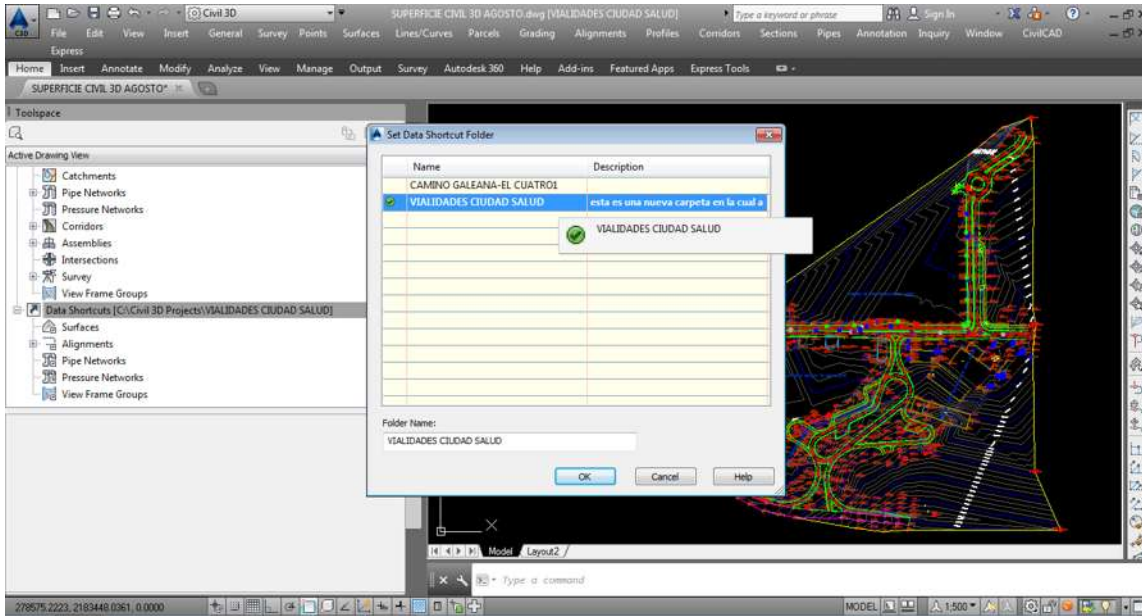 Civil 3D
SUPERFICIE CIVIL 3D AGOSTO.dwg [VIALIDADES CIUDAD SALUD]
Type a keyword or phrase
Sign In
C3D
File Edit View Insert General Survey Points Surfaces Lines/Curves Parcels Grading Alignments Profiles Corridors Sections Pipes Annotation Inquiry Window CivilCAD
Express
Home Insert Annotate Modify Analyze View Manage Output Survey Autodesk 360 Help Add-ins Featured Apps Express Tools
SUPERFICIE CIVIL 3D AGOSTO*
Toolspace
Active Drawing View
Catchments
Pipe Networks
Pressure Networks
Corridors
Assemblies
Intersections
Survey
View Frame Groups
Data Shortcuts [C:\Civil 3D Projects\VIALIDADES CIUDAD SALUD]
Surfaces
Alignments
Pipe Networks
Pressure Networks
View Frame Groups
Set Data Shortcut Folder
Name Description
CAMINO GALEANA-EL CUATRO1
VIALIDADES CIUDAD SALUD esta es una nueva carpeta en la cual a
VIALIDADES CIUDAD SALUD
Folder Name:
VIALIDADES CIUDAD SALUD
OK Cancel Help
Model Layout2
Type a command
278575.2223, 2183448.0361, 0.0000
MODEL
1:500